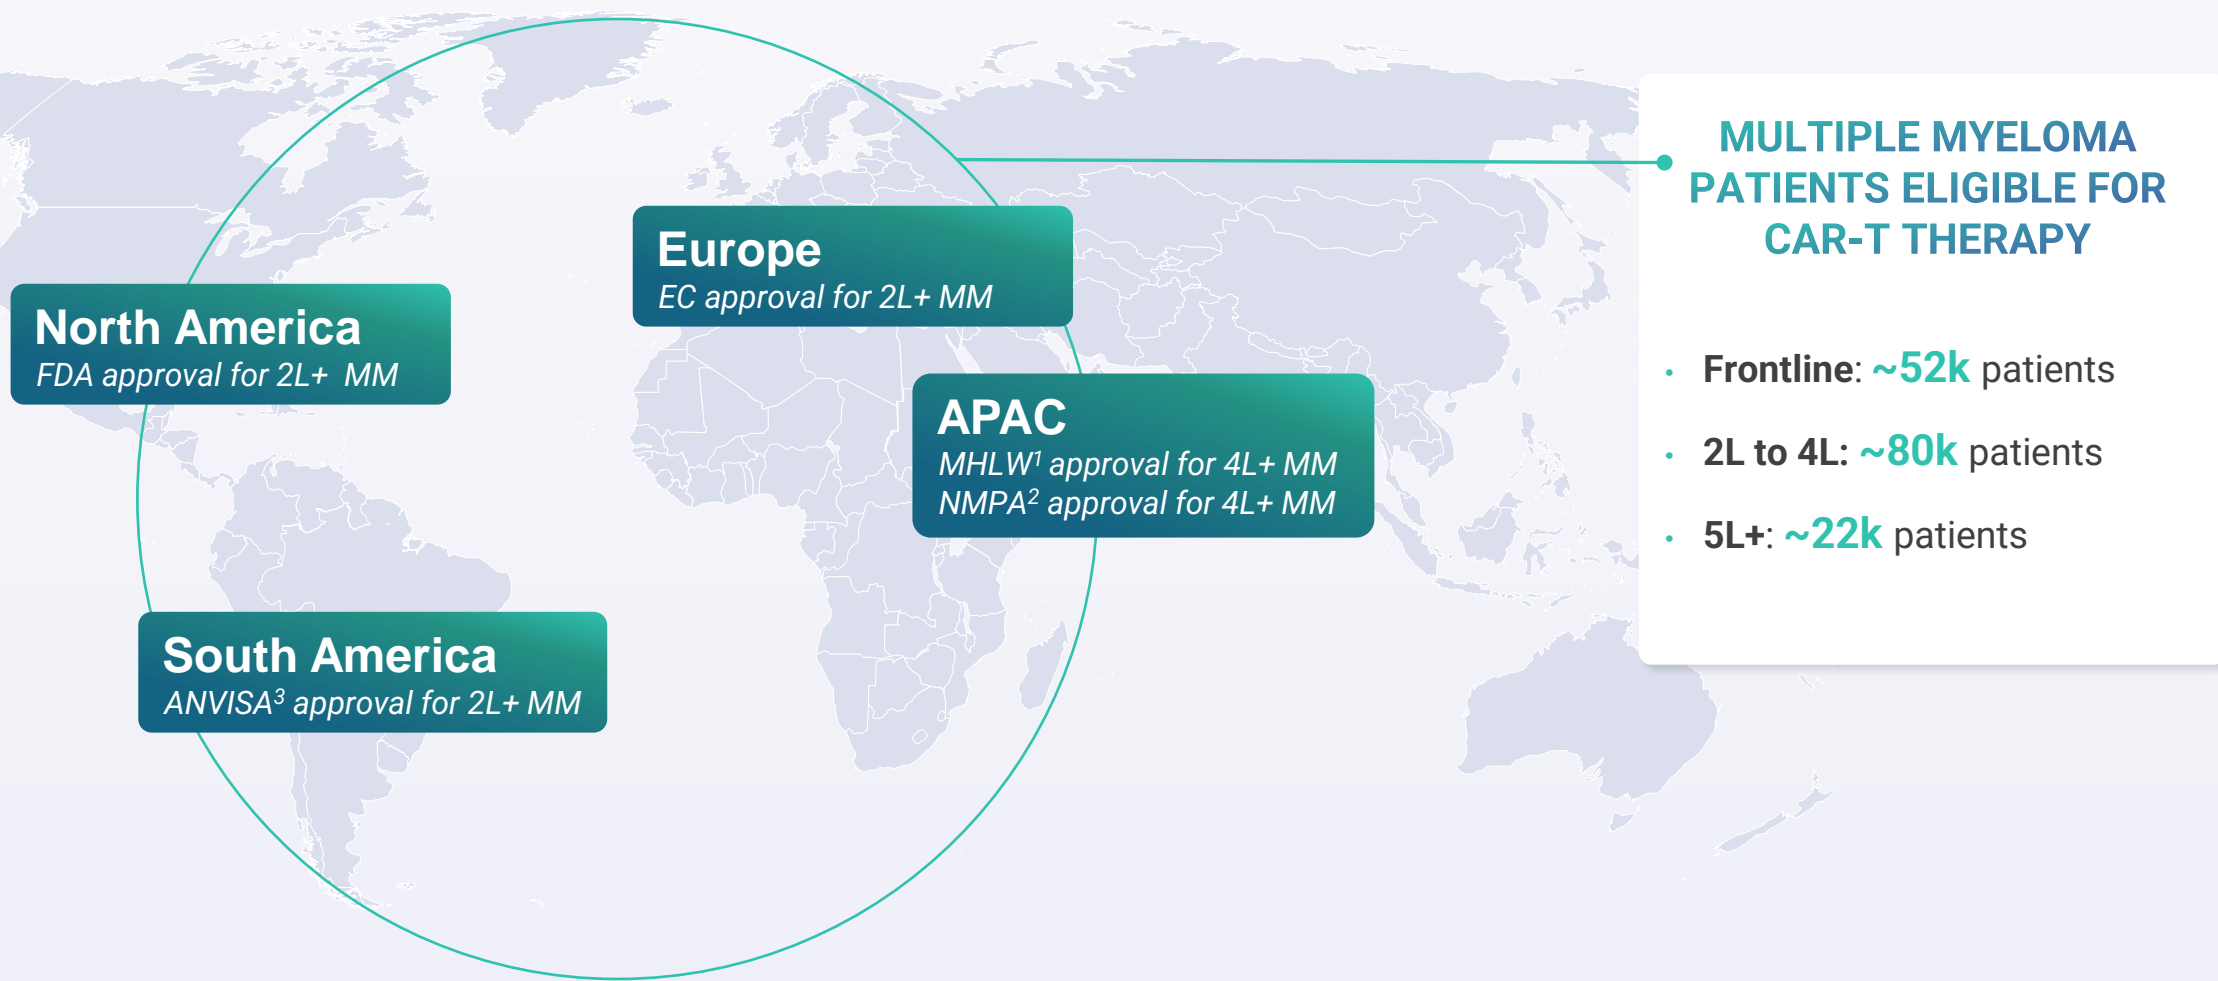 MULTIPLE MYELOMA
PATIENTS ELIGIBLE FOR
CAR-T THERAPY
Europe
EC approval for 2L+ MM
North America
FDA approval for 2L+ MM
APAC
MHLW¹ approval for 4L+ MM
NMPA² approval for 4L+ MM
South America
ANVISA³ approval for 2L+ MM
• Frontline: ~52k patients
• 2L to 4L: ~80k patients
• 5L+: ~22k patients